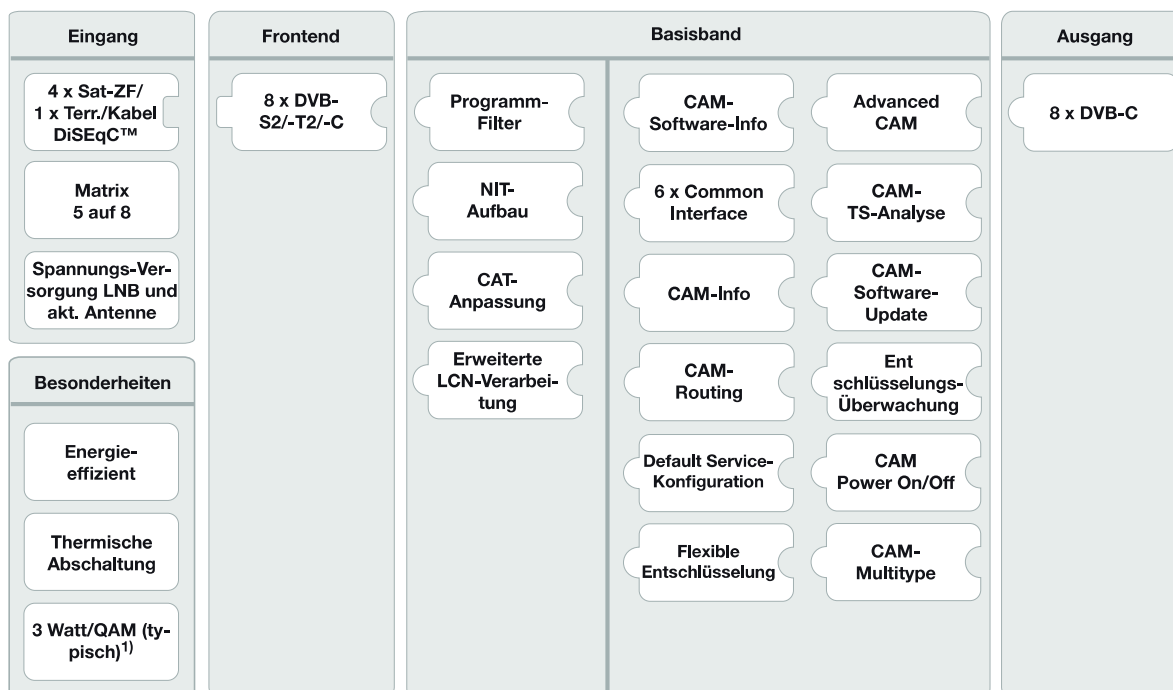 Eingang
4 x Sat-ZF/
1 x Terr./Kabel
DiSEqC™
Matrix
5 auf 8
Spannungs-Ver-
sorgung LNB und
akt. Antenne
Besonderheiten
Energie-
effizient
Thermische
Abschaltung
3 Watt/QAM (ty-
pisch)1)
Frontend
8 x DVB-
S2/-T2/-C
Basisband
Programm-
Filter
NIT-
Aufbau
CAT-
Anpassung
Erweiterte
LCN-Verarbei-
tung
CAM-
Software-Info
6 x Common
Interface
CAM-Info
CAM-
Routing
Default Service-
Konfiguration
Flexible
Entschlüsselung
Advanced
CAM
CAM-
TS-Analyse
CAM-
Software-
Update
Ent
schlüsselungs-
Überwachung
CAM
Power On/Off
CAM-
Multitype
Ausgang
8 x DVB-C